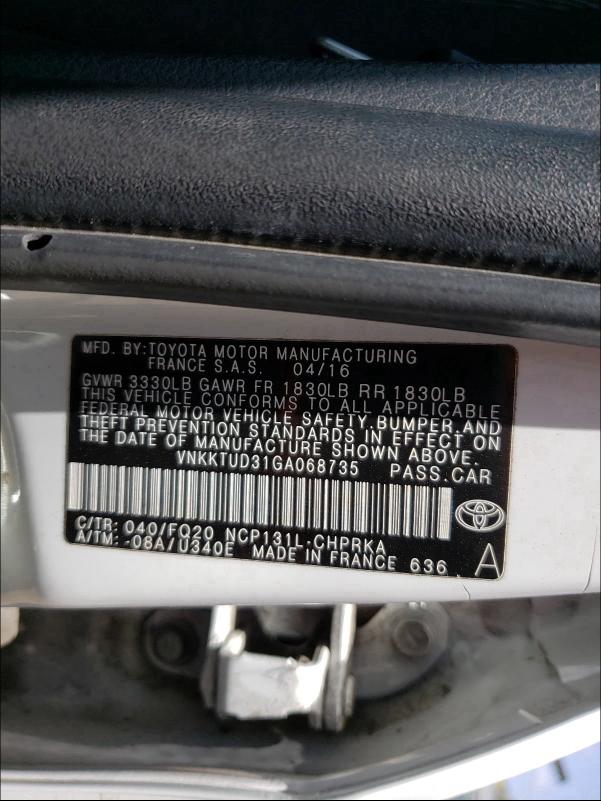 MFD. BY: TOYOTA MOTOR MANUFACTURING
FRANCE S.A.S. 04/16
GVWR 3330LB GAWR FR 1830LB RR 1830LB
THIS VEHICLE CONFORMS TO ALL APPLICABLE
FEDERAL MOTOR VEHICLE SAFETY, BUMPER, AND
THEFT PREVENTION STANDARDS IN EFFECT ON
THE DATE OF MANUFACTURE SHOWN ABOVE.
VNKKTUD31GA068735 PASS.CAR
C/TR: 040/FQ20 NCP131L-CHPRKA
A/TM: -08A/U340E MADE IN FRANCE 636 A